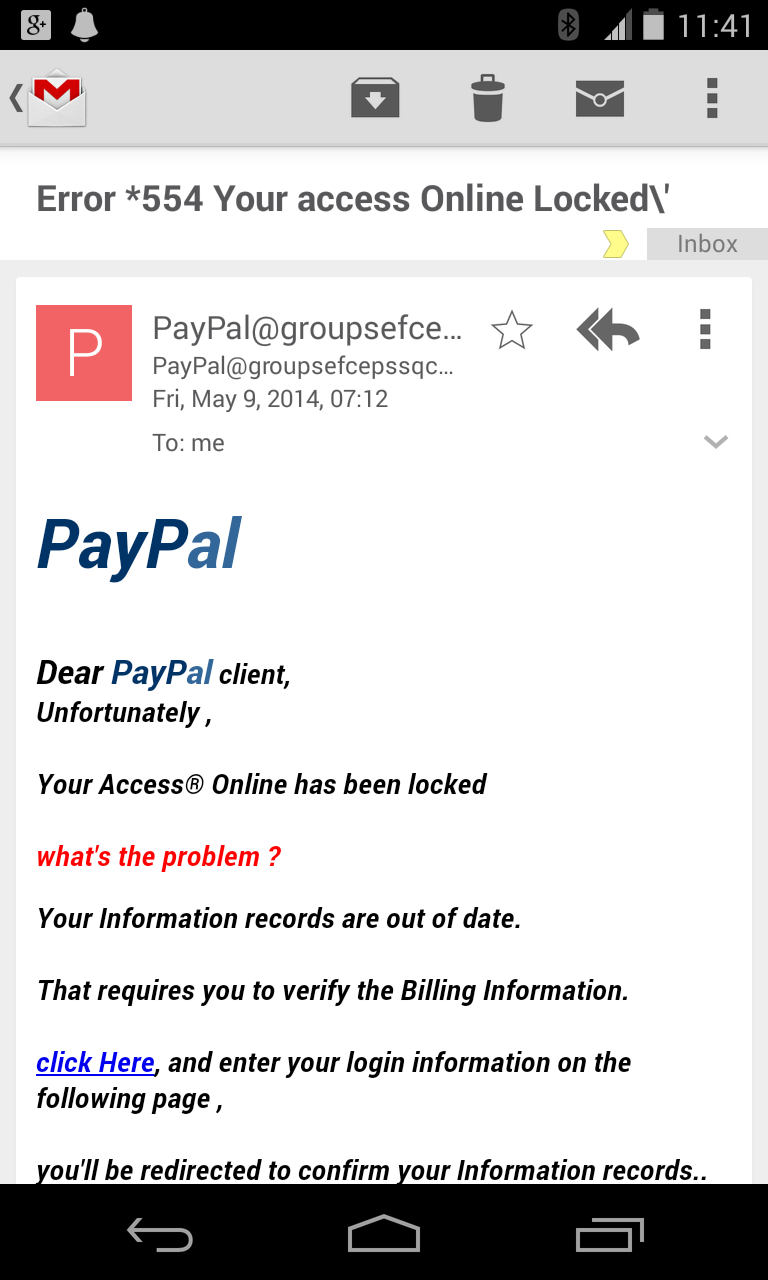 11:41
Error *554 Your access Online Locked\'
Inbox
P
PayPal@groupsefce...
PayPal@groupsefcepssqc...
Fri, May 9, 2014, 07:12
To: me
PayPal
Dear PayPal client,
Unfortunately ,
Your Access® Online has been locked
what's the problem ?
Your Information records are out of date.
That requires you to verify the Billing Information.
click Here, and enter your login information on the
following page ,
you'll be redirected to confirm your Information records..